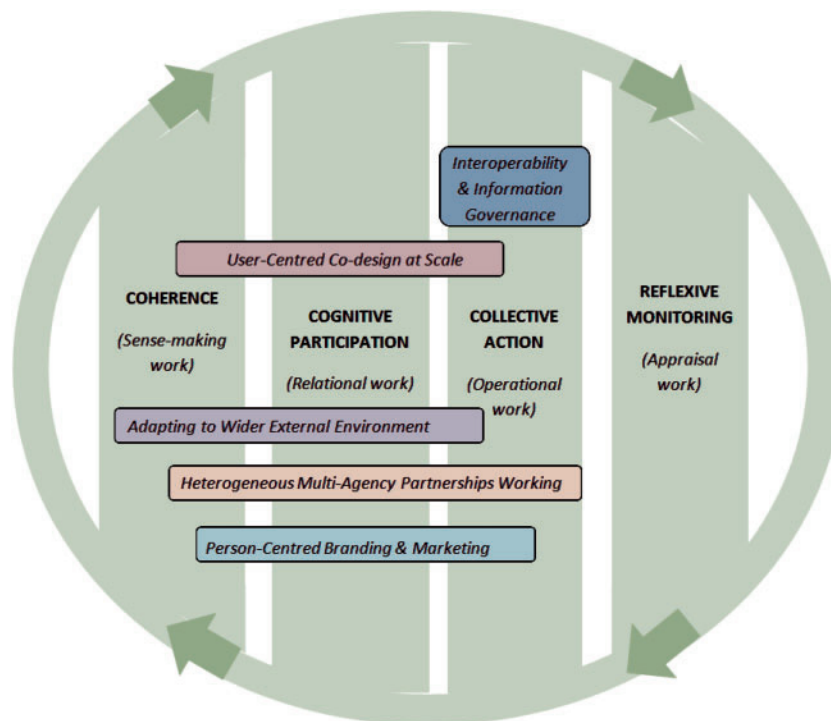 Interoperability
& Information
Governance
User-Centred Co-design at Scale
COHERENCE
(Sense-making
work)
COGNITIVE
PARTICIPATION
(Relational work)
COLLECTIVE
ACTION
(Operational
work)
REFLEXIVE
MONITORING
(Appraisal
work)
Adapting to Wider External Environment
Heterogeneous Multi-Agency Partnerships Working
Person-Centred Branding & Marketing